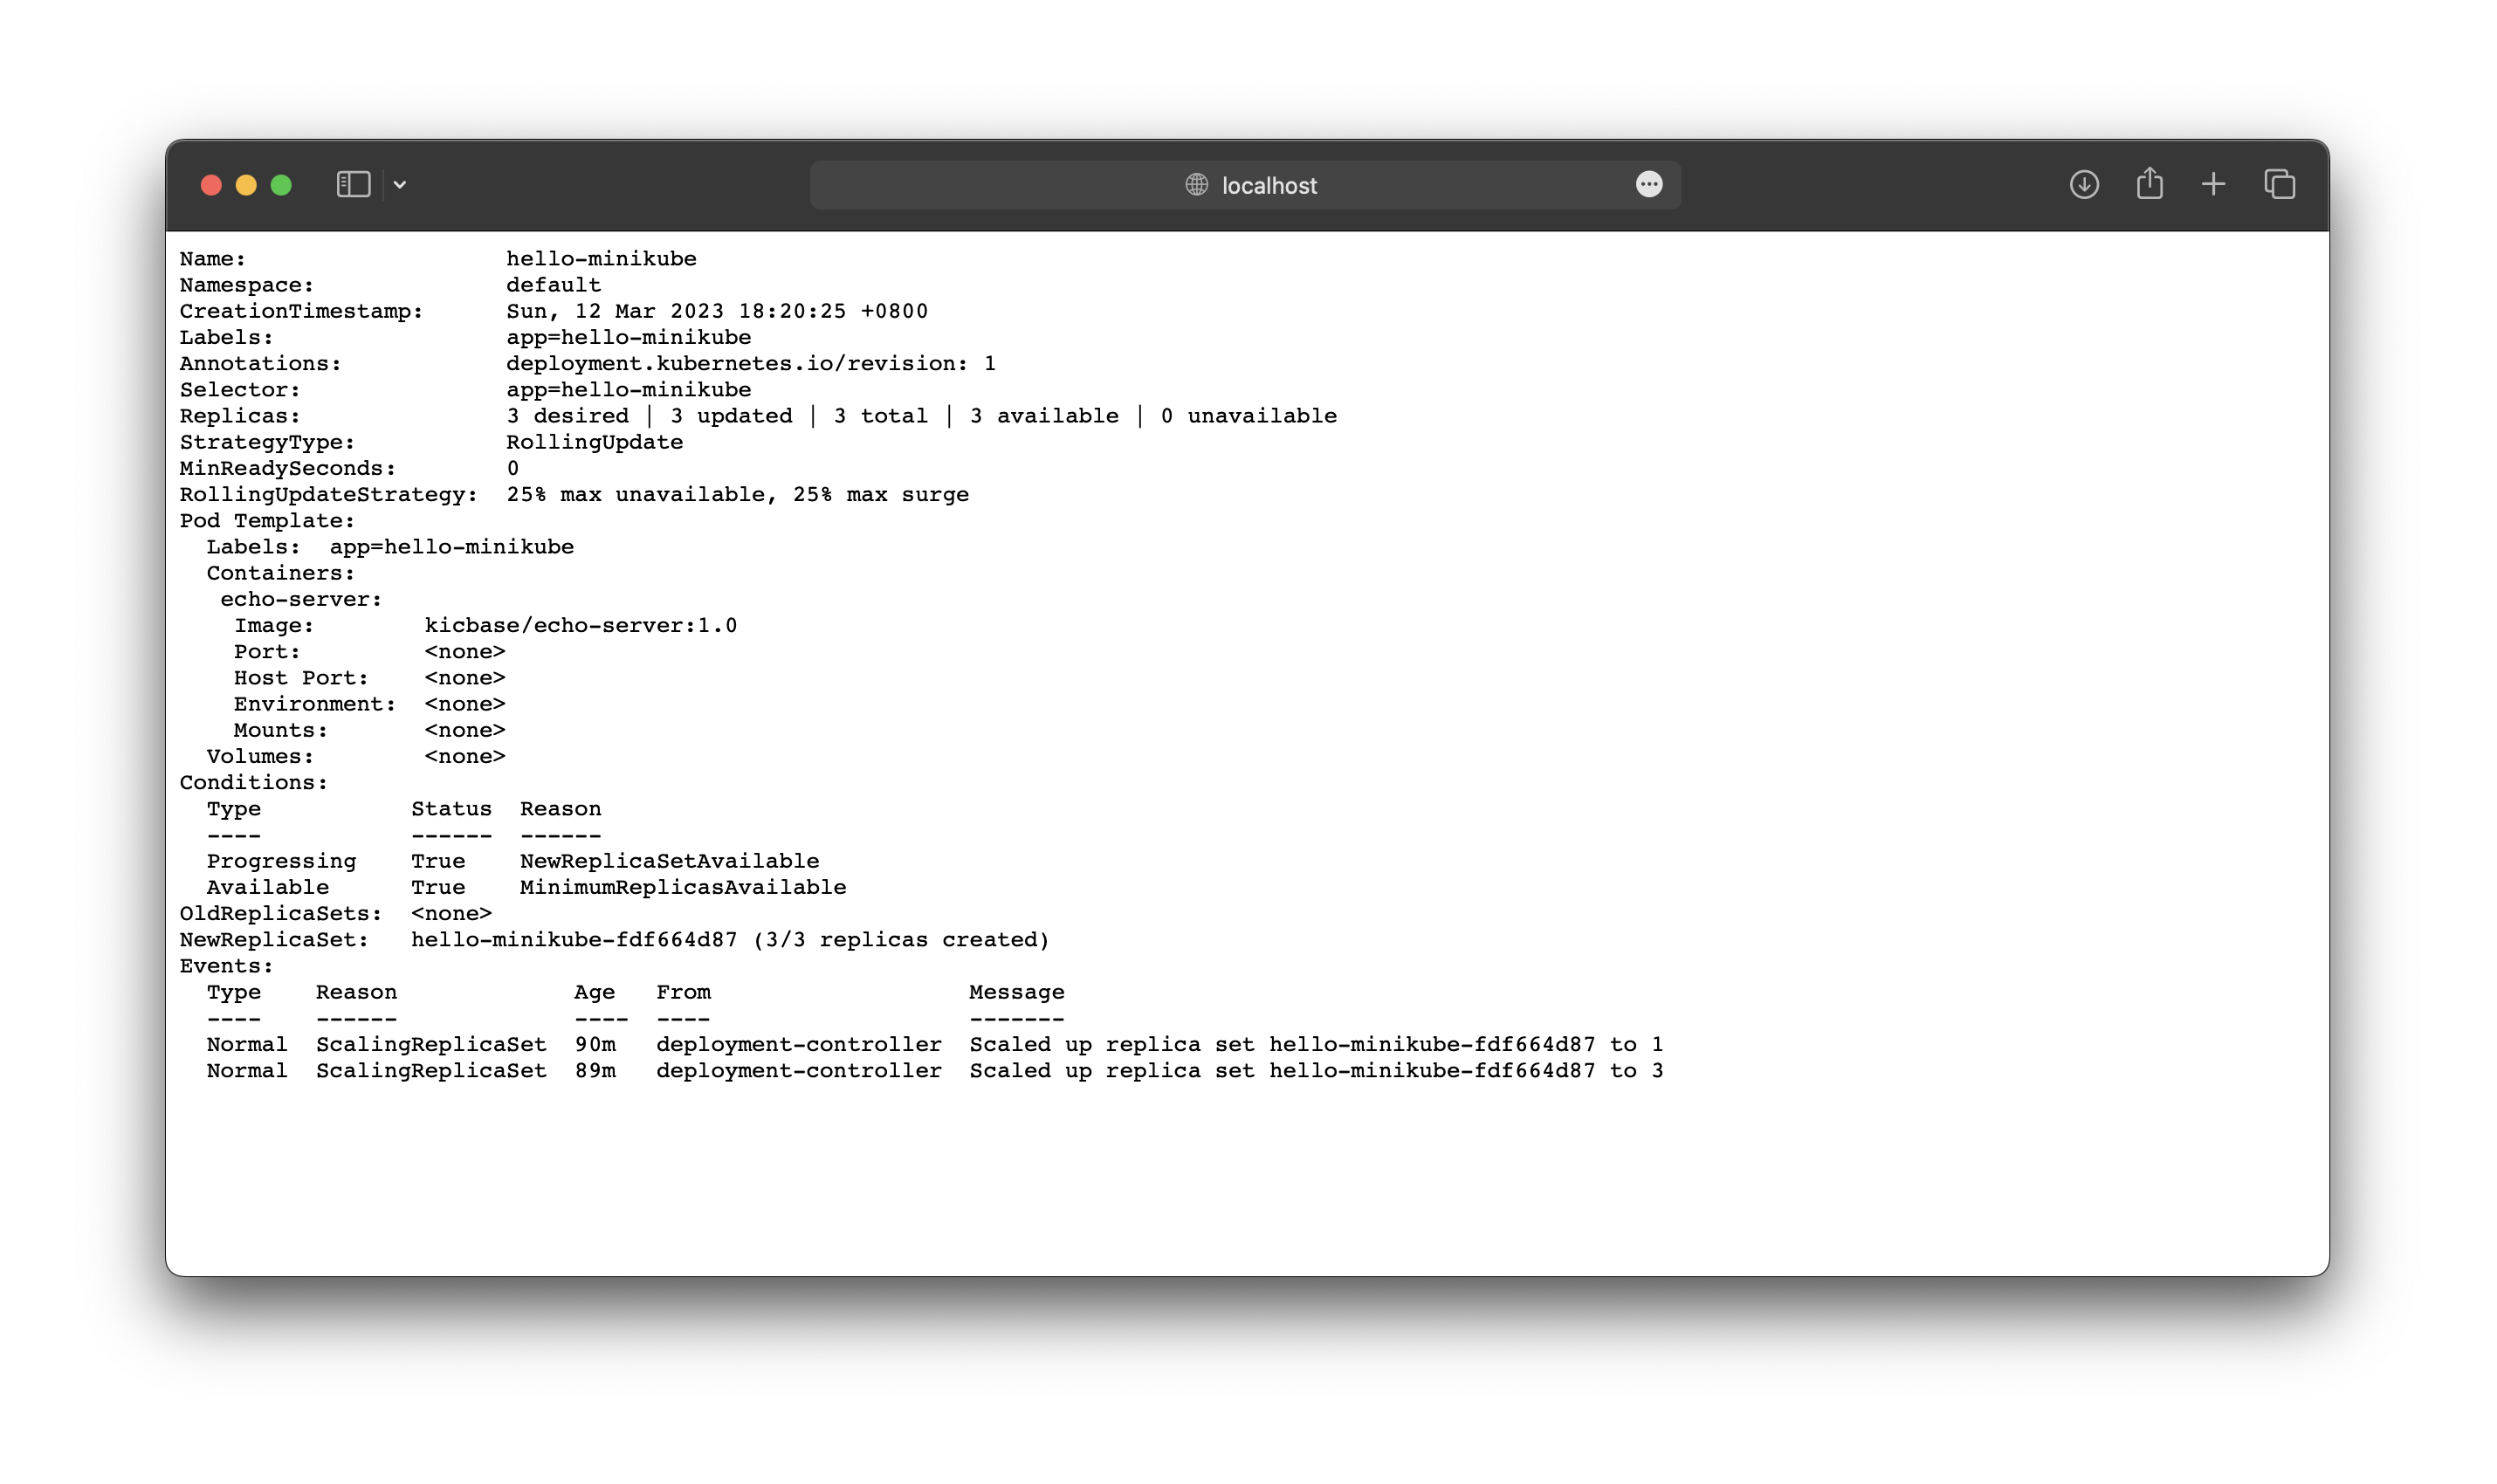 localhost
Name:                   hello-minikube
Namespace:              default
CreationTimestamp:      Sun, 12 Mar 2023 18:20:25 +0800
Labels:                 app=hello-minikube
Annotations:            deployment.kubernetes.io/revision: 1
Selector:               app=hello-minikube
Replicas:               3 desired | 3 updated | 3 total | 3 available | 0 unavailable
StrategyType:           RollingUpdate
MinReadySeconds:        0
RollingUpdateStrategy:  25% max unavailable, 25% max surge
Pod Template:
  Labels:  app=hello-minikube
  Containers:
   echo-server:
    Image:        kicbase/echo-server:1.0
    Port:         <none>
    Host Port:    <none>
    Environment:  <none>
    Mounts:       <none>
  Volumes:        <none>
Conditions:
  Type           Status  Reason
  ----           ------  ------
  Progressing    True    NewReplicaSetAvailable
  Available      True    MinimumReplicasAvailable
OldReplicaSets:  <none>
NewReplicaSet:   hello-minikube-fdf664d87 (3/3 replicas created)
Events:
  Type    Reason             Age   From                   Message
  ----    ------             ----  ----                   -------
  Normal  ScalingReplicaSet  90m   deployment-controller  Scaled up replica set hello-minikube-fdf664d87 to 1
  Normal  ScalingReplicaSet  89m   deployment-controller  Scaled up replica set hello-minikube-fdf664d87 to 3